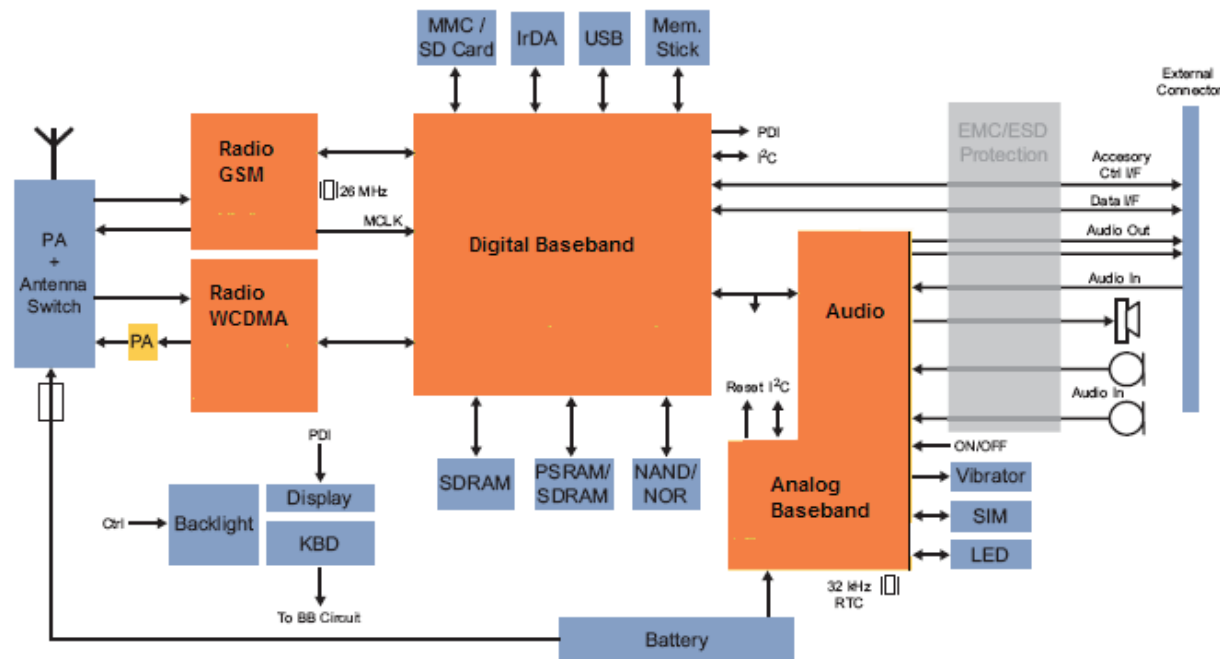 MMC /
SD Card
IrDA
USB
Mem.
Stick
External
Connector
Radio
GSM
26 MHz
MCLK
Digital Baseband
PDI
I²C
EMC/ESD
Protection
Accesory
Ctrl I/F
Data I/F
Audio Out
Audio In
PA
+
Antenna
Switch
Radio
WCDMA
PA
Audio
Reset I²C
Audio In
ON/OFF
PDI
Display
Ctrl
Backlight
KBD
To BB Circuit
SDRAM
PSRAM/
SDRAM
NAND/
NOR
Analog
Baseband
Vibrator
SIM
LED
32 kHz
RTC
Battery